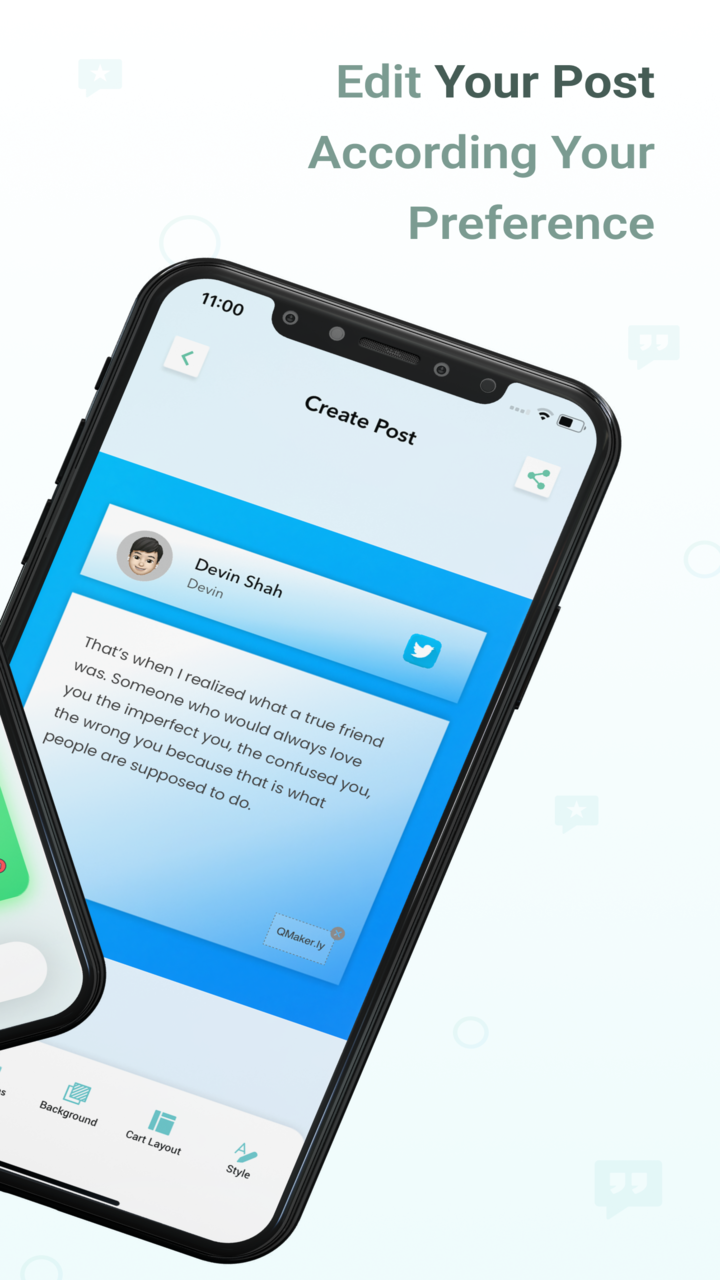 Edit Your Post
According Your
Preference
11:00
Create Post
Devin Shah
Devin
That's when I realized what a true friend
was. Someone who would always love
you the imperfect you, the confused you,
the wrong you because that is what
people are supposed to do.
QMaker.ly
Background
Cart Layout
Style